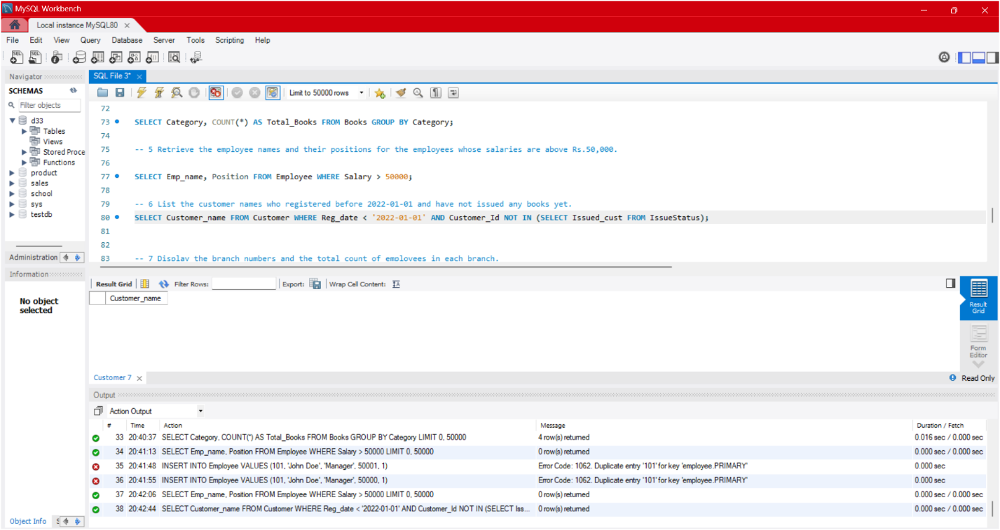 MySQL Workbench
Local instance MySQL80
File Edit View Query Database Server Tools Scripting Help
Navigator
SQL File 3*
SCHEMAS
Limit to 50000 rows
Filter objects
d33
Tables
Views
Stored Proce
Functions
product
sales
school
sys
testdb
Administration
Information
No object
selected
Object Info S
72
73 SELECT Category, COUNT(*) AS Total_Books FROM Books GROUP BY Category;
74
75 -- 5 Retrieve the employee names and their positions for the employees whose salaries are above Rs.50,000.
76
77 SELECT Emp_name, Position FROM Employee WHERE Salary > 50000;
78
79 -- 6 List the customer names who registered before 2022-01-01 and have not issued any books yet.
80 SELECT Customer_name FROM Customer WHERE Reg_date < '2022-01-01' AND Customer_Id NOT IN (SELECT Issued_cust FROM IssueStatus);
81
82
83 -- 7 Display the branch numbers and the total count of employees in each branch.
Result Grid Filter Rows: Export: Wrap Cell Content:
Customer_name
Result
Grid
Form
Editor
Customer 7
Read Only
Output
Action Output
# Time Action Message Duration / Fetch
33 20:40:37 SELECT Category, COUNT(*) AS Total_Books FROM Books GROUP BY Category LIMIT 0, 50000 4 row(s) returned 0.016 sec / 0.000 sec
34 20:41:13 SELECT Emp_name, Position FROM Employee WHERE Salary > 50000 LIMIT 0, 50000 0 row(s) returned 0.000 sec / 0.000 sec
35 20:41:48 INSERT INTO Employee VALUES (101, 'John Doe', 'Manager', 50001, 1) Error Code: 1062. Duplicate entry '101' for key 'employee.PRIMARY' 0.000 sec
36 20:41:55 INSERT INTO Employee VALUES (101, 'John Doe', 'Manager', 50000, 1) Error Code: 1062. Duplicate entry '101' for key 'employee.PRIMARY' 0.000 sec
37 20:42:06 SELECT Emp_name, Position FROM Employee WHERE Salary > 50000 LIMIT 0, 50000 0 row(s) returned 0.000 sec / 0.000 sec
38 20:42:44 SELECT Customer_name FROM Customer WHERE Reg_date < '2022-01-01' AND Customer_Id NOT IN (SELECT Iss... 0 row(s) returned 0.000 sec / 0.000 sec